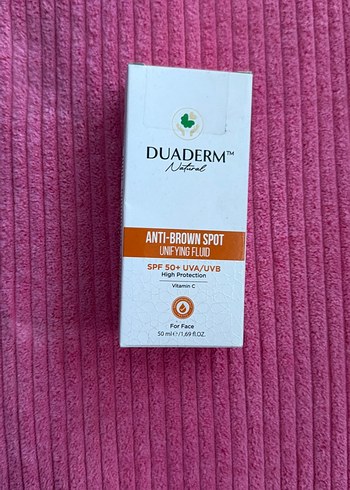 DUADERM™
Natural
ANTI-BROWN SPOT
UNIFYING FLUID
SPF 50+ UVA/UVB
High Protection
Vitamin C
For Face
50 ml ℮/1,69 fl.OZ.